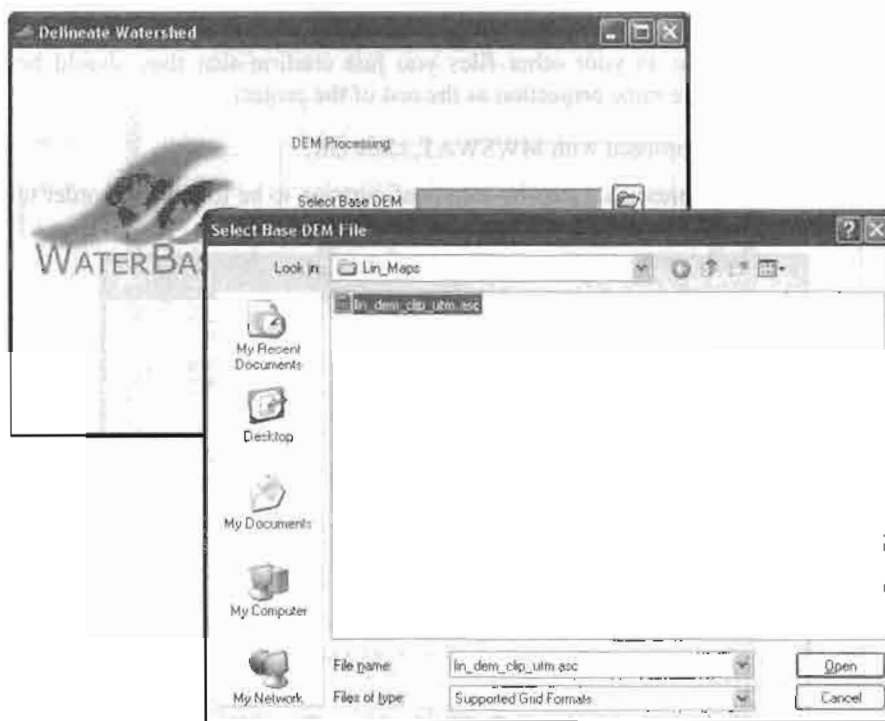 Delineate Watershed
DEM Processing
Select Base DEM
WATERBA
Select Base DEM File
Look in:
Lin_Maps
lin_dem_clip_utm.asc
My Recent
Documents
Desktop
My Documents
My Computer
My Network
File name:
lin_dem_clip_utm.asc
Open
Files of type:
Supported Grid Formats
Cancel